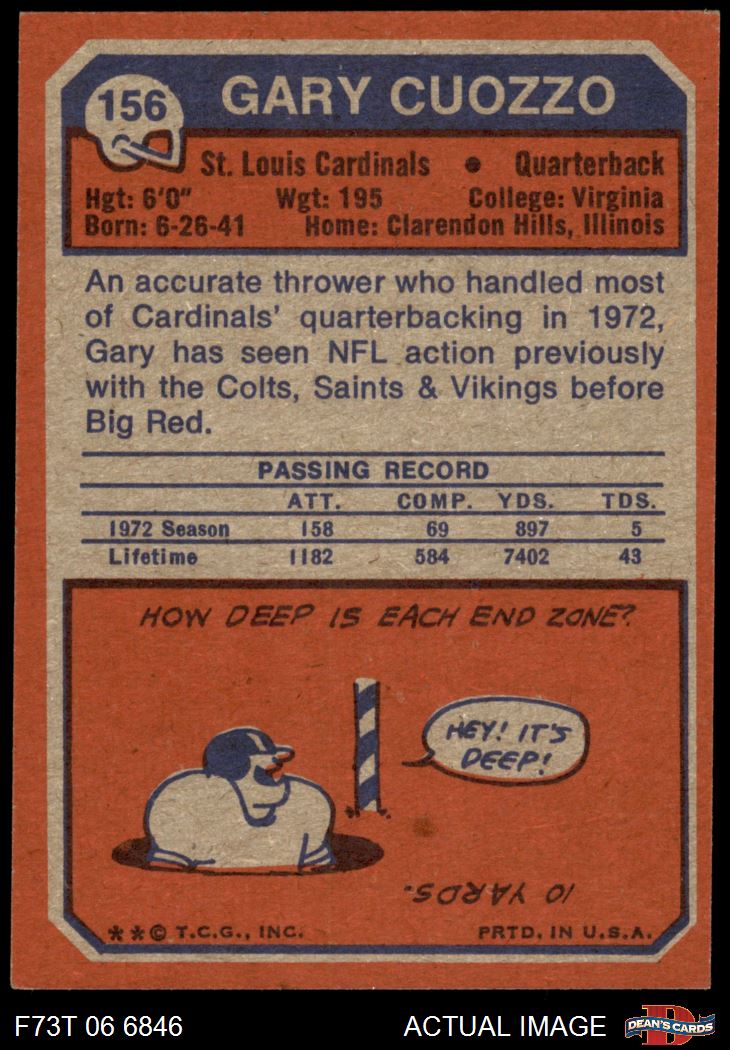 156
GARY CUOZZO
St. Louis Cardinals • Quarterback
Hgt: 6'0" Wgt: 195 College: Virginia
Born: 6-26-41 Home: Clarendon Hills, Illinois
An accurate thrower who handled most
of Cardinals' quarterbacking in 1972,
Gary has seen NFL action previously
with the Colts, Saints & Vikings before
Big Red.
PASSING RECORD
ATT. COMP. YDS. TDS.
1972 Season 158 69 897 5
Lifetime 1182 584 7402 43
HOW DEEP IS EACH END ZONE?
HEY! IT'S
DEEP!
10 YARDS.
**© T.C.G., INC. PRTD. IN U.S.A.
F73T 06 6846 ACTUAL IMAGE
D
DEAN'S CARDS